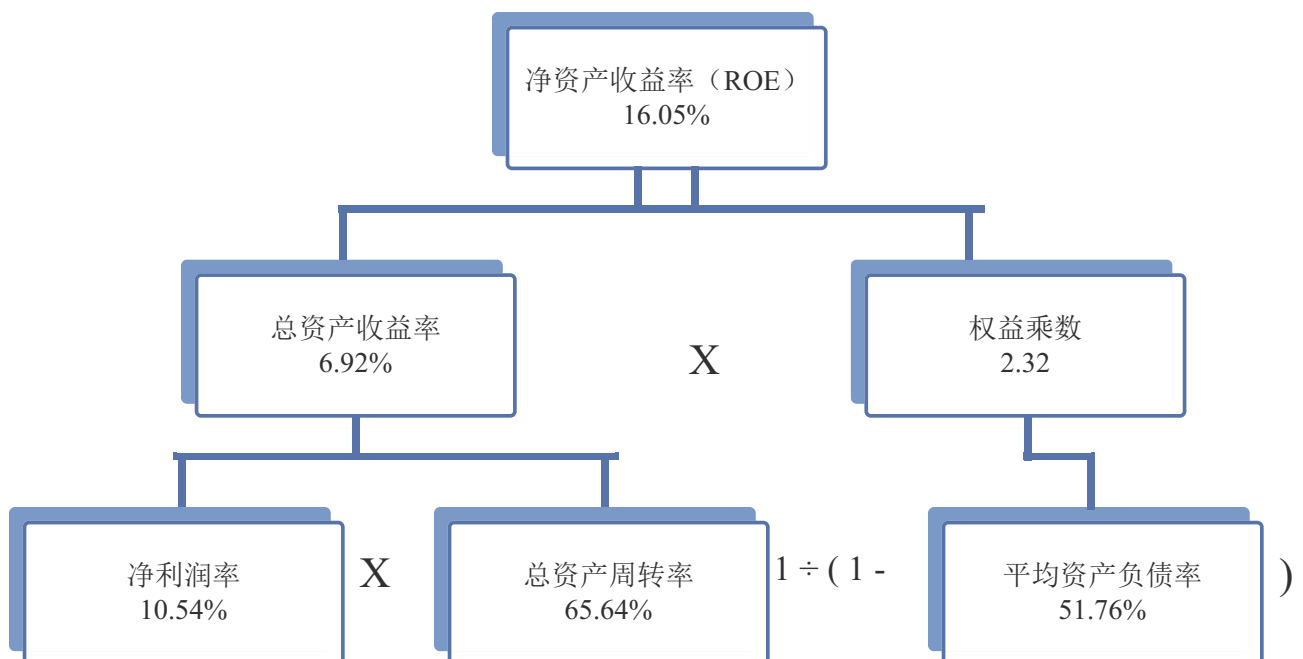 净资产收益率（ROE）
16.05%
总资产收益率
6.92%
X
权益乘数
2.32
净利润率
10.54%
X
总资产周转率
65.64%
1 ÷ ( 1 -
平均资产负债率
51.76%
)